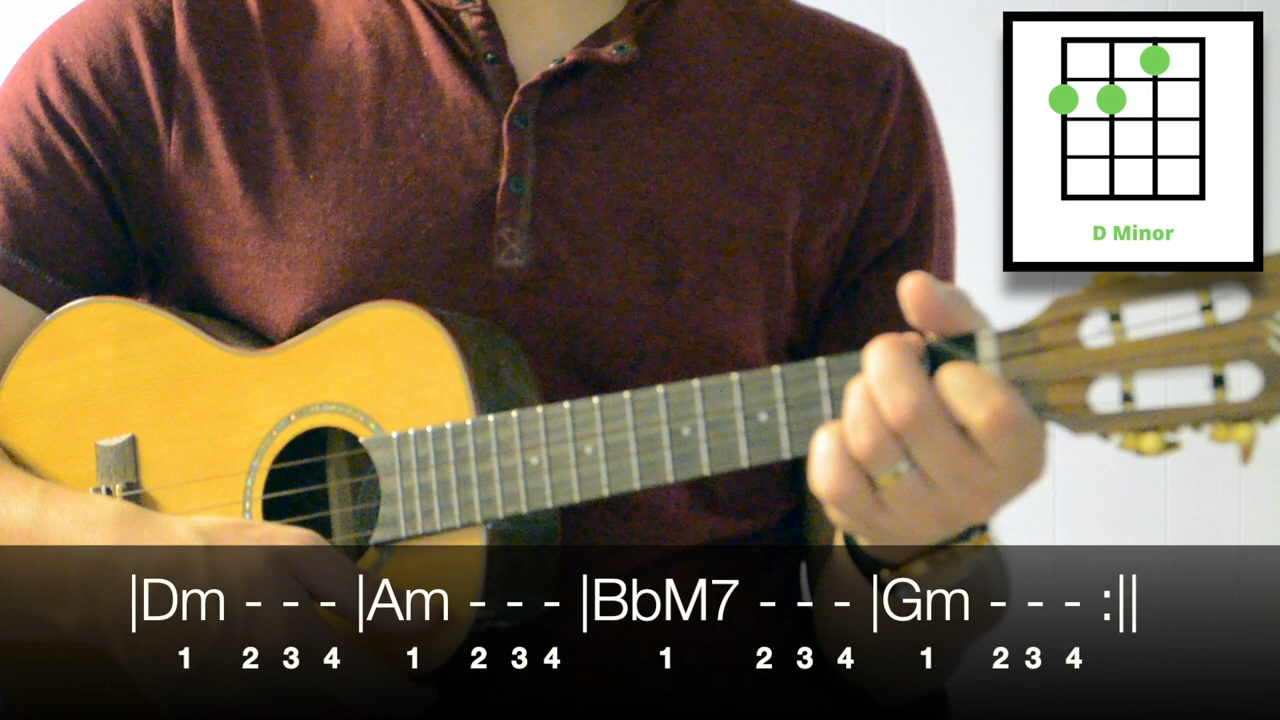 D Minor
|Dm - - - |Am - - - |BbM7 - - - |Gm - - - :||
1 2 3 4 1 2 3 4 1 2 3 4 1 2 3 4